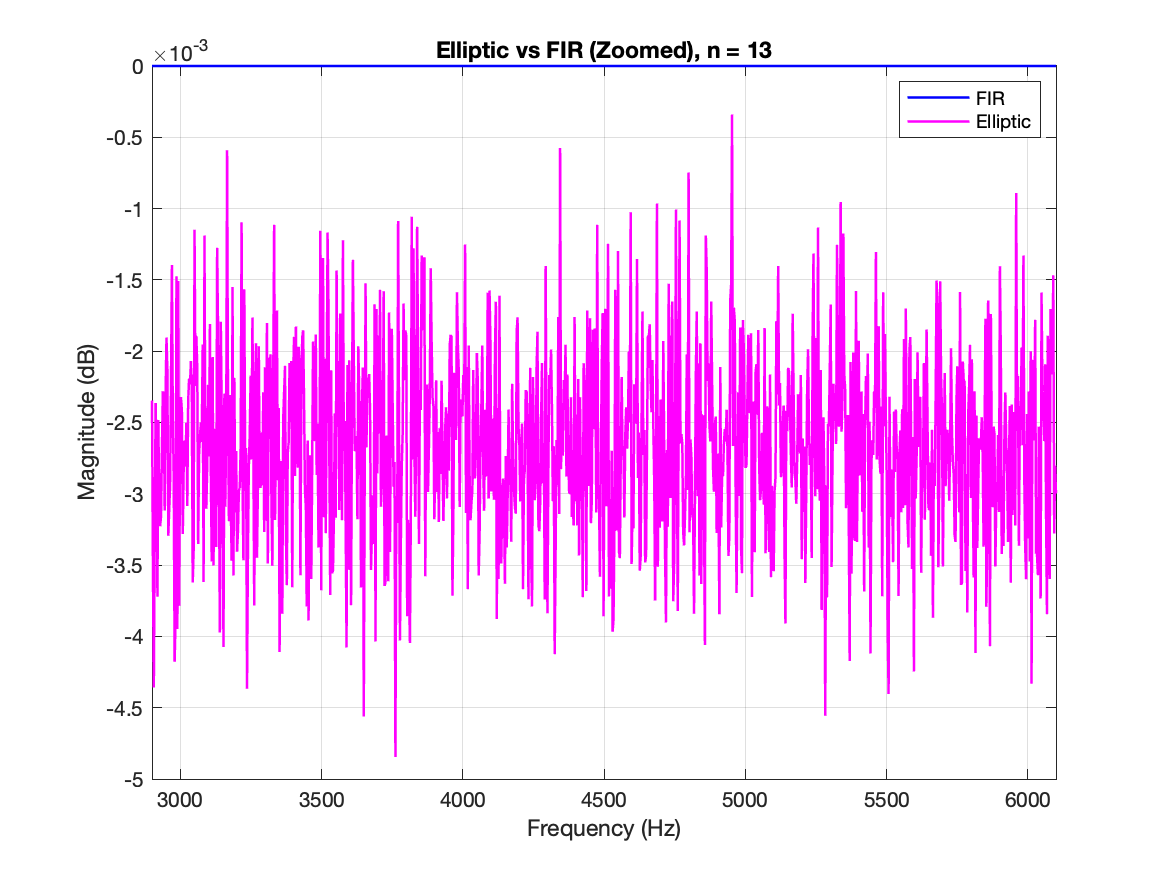 ×10-3
Elliptic vs FIR (Zoomed), n = 13
0
-0.5
-1
-1.5
-2
-2.5
-3
-3.5
-4
-4.5
-5
Magnitude (dB)
FIR
Elliptic
3000 3500 4000 4500 5000 5500 6000
Frequency (Hz)